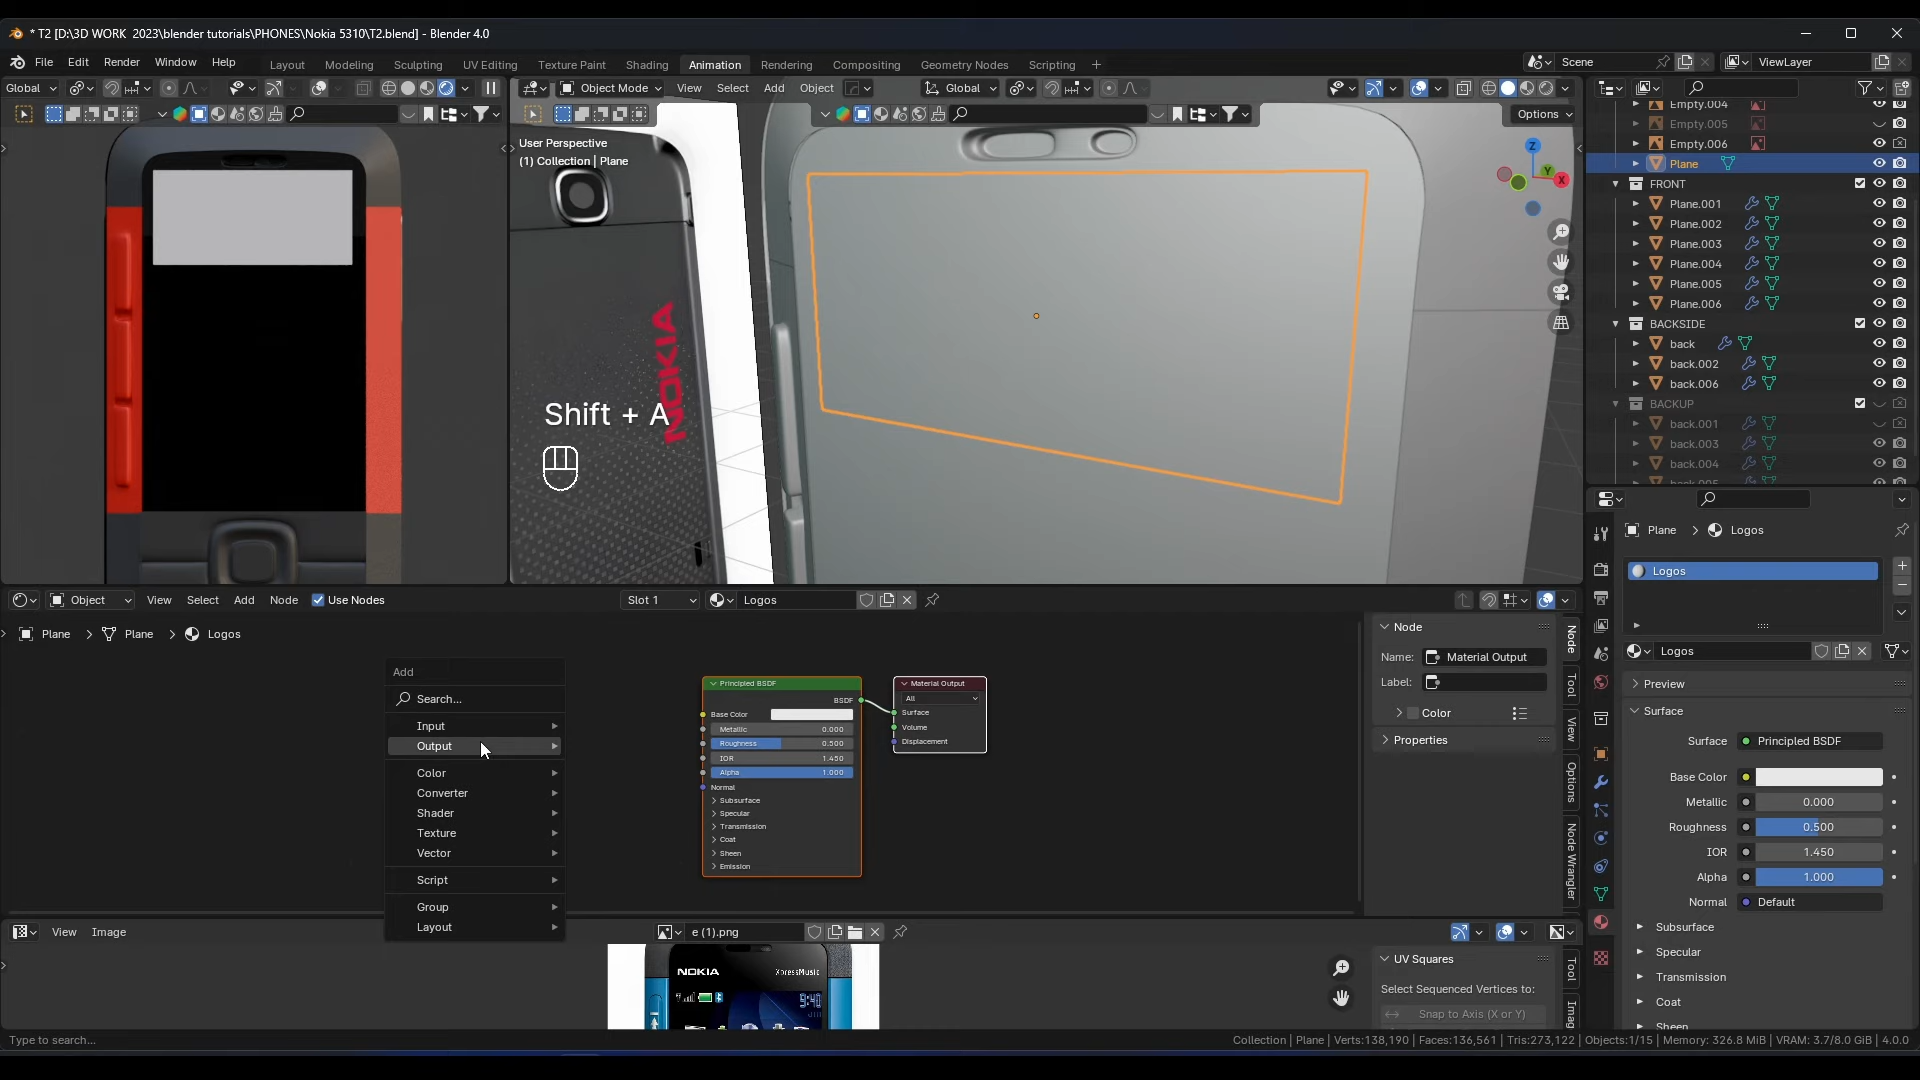 * T2 [D:\3D WORK  2023\blender tutorials\PHONES\Nokia 5310\T2.blend] - Blender 4.0
File Edit Render Window Help
Layout Modeling Sculpting UV Editing Texture Paint Shading Animation Rendering Compositing Geometry Nodes Scripting +
Scene
ViewLayer
Global
Object Mode View Select Add Object
Global
Options
User Perspective
(1) Collection | Plane
Z
Y
X
NOKIA
Shift + A
Empty.004
Empty.005
Empty.006
Plane
FRONT
Plane.001
Plane.002
Plane.003
Plane.004
Plane.005
Plane.006
BACKSIDE
back
back.002
back.006
BACKUP
back.001
back.003
back.004
back.005
Object View Select Add Node Use Nodes
Slot 1
Logos
Plane > Plane > Logos
Add
Search...
Input
Output
Color
Converter
Shader
Texture
Vector
Script
Group
Layout
Principled BSDF
BSDF
Base Color
Metallic 0.000
Roughness 0.500
IOR 1.450
Alpha 1.000
Normal
Subsurface
Specular
Transmission
Coat
Sheen
Emission
Material Output
All
Surface
Volume
Displacement
Node
Name: Material Output
Label:
Color
Properties
Node
Tool
View
Options
Node Wrangler
Plane > Logos
Logos
Logos
Preview
Surface
Surface Principled BSDF
Base Color
Metallic 0.000
Roughness 0.500
IOR 1.450
Alpha 1.000
Normal Default
Subsurface
Specular
Transmission
Coat
Sheen
View Image
e (1).png
NOKIA XpressMusic
9:40
UV Squares
Select Sequenced Vertices to:
Snap to Axis (X or Y)
Tool
Imag
Type to search...
Collection | Plane | Verts:138,190 | Faces:136,561 | Tris:273,122 | Objects:1/15 | Memory: 326.8 MiB | VRAM: 3.7/8.0 GiB | 4.0.0